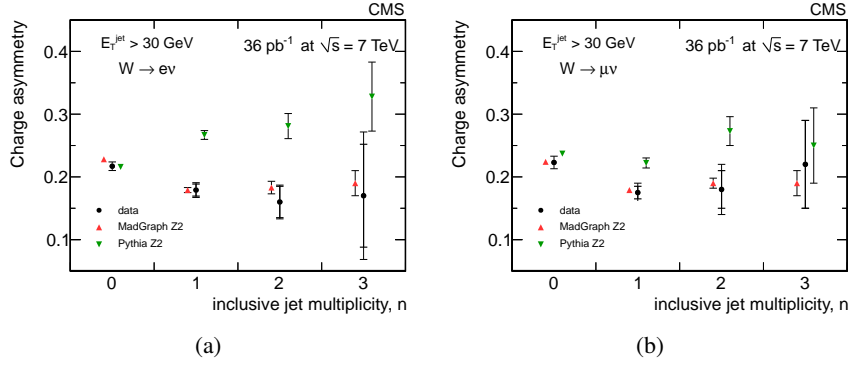 CMS
Charge asymmetry
0.4
0.3
0.2
0.1
E_T^jet > 30 GeV
36 pb⁻¹ at √s = 7 TeV
W → eν
data
MadGraph Z2
Pythia Z2
0 1 2 3
inclusive jet multiplicity, n
(a)
CMS
Charge asymmetry
0.4
0.3
0.2
0.1
E_T^jet > 30 GeV
36 pb⁻¹ at √s = 7 TeV
W → μν
data
MadGraph Z2
Pythia Z2
0 1 2 3
inclusive jet multiplicity, n
(b)